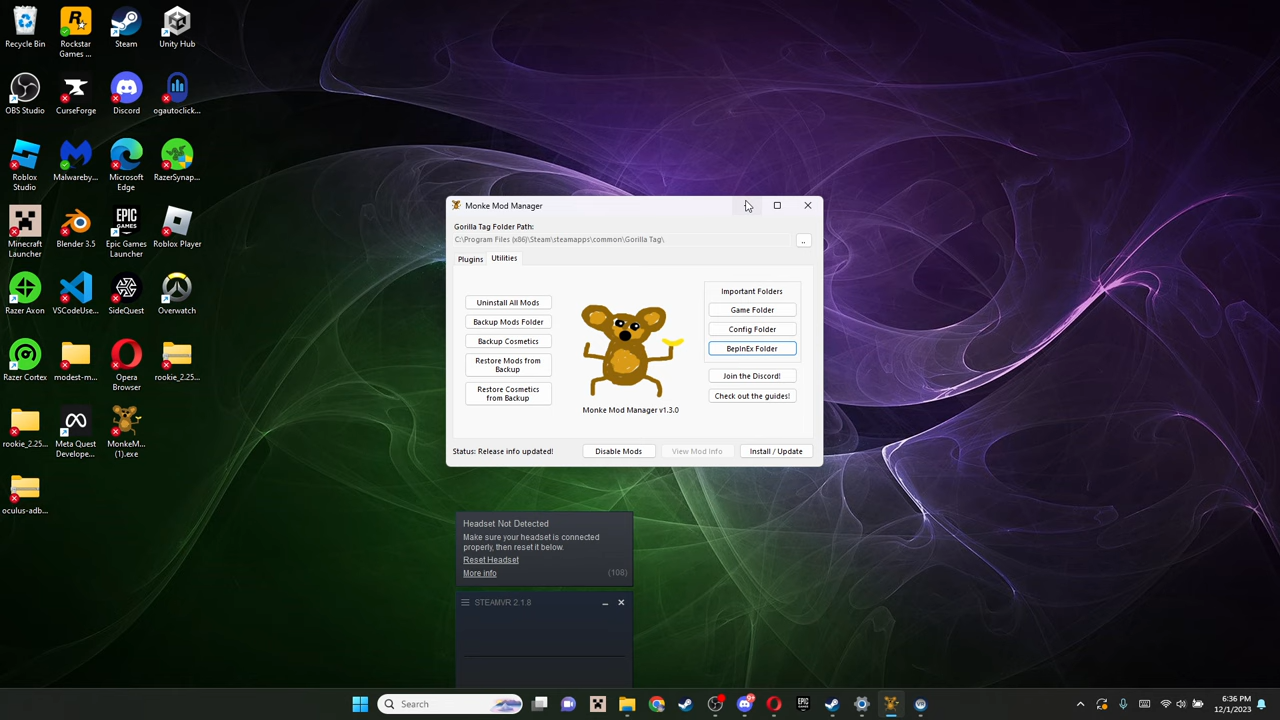 Recycle Bin
Rockstar
Games ...
Steam
Unity Hub
OBS Studio
CurseForge
Discord
ogautoclick...
Roblox
Studio
Malwareby...
Microsoft
Edge
RazerSynap...
Minecraft
Launcher
Blender 3.5
Epic Games
Launcher
Roblox Player
Razer Axon
VSCodeUse...
SideQuest
Overwatch
Razer Cortex
modest-m...
Opera
Browser
rookie_2.25...
rookie_2.25...
Meta Quest
Develope...
MonkeM...
(1).exe
oculus-adb...
Monke Mod Manager
Gorilla Tag Folder Path:
C:\Program Files (x86)\Steam\steamapps\common\Gorilla Tag\
..
Plugins
Utilities
Uninstall All Mods
Backup Mods Folder
Backup Cosmetics
Restore Mods from
Backup
Restore Cosmetics
from Backup
Monke Mod Manager v1.3.0
Important Folders
Game Folder
Config Folder
BepInEx Folder
Join the Discord!
Check out the guides!
Status: Release info updated!
Disable Mods
View Mod Info
Install / Update
Headset Not Detected
Make sure your headset is connected
properly, then reset it below.
Reset Headset
More info
(108)
STEAMVR 2.1.8
Search
6:36 PM
12/1/2023